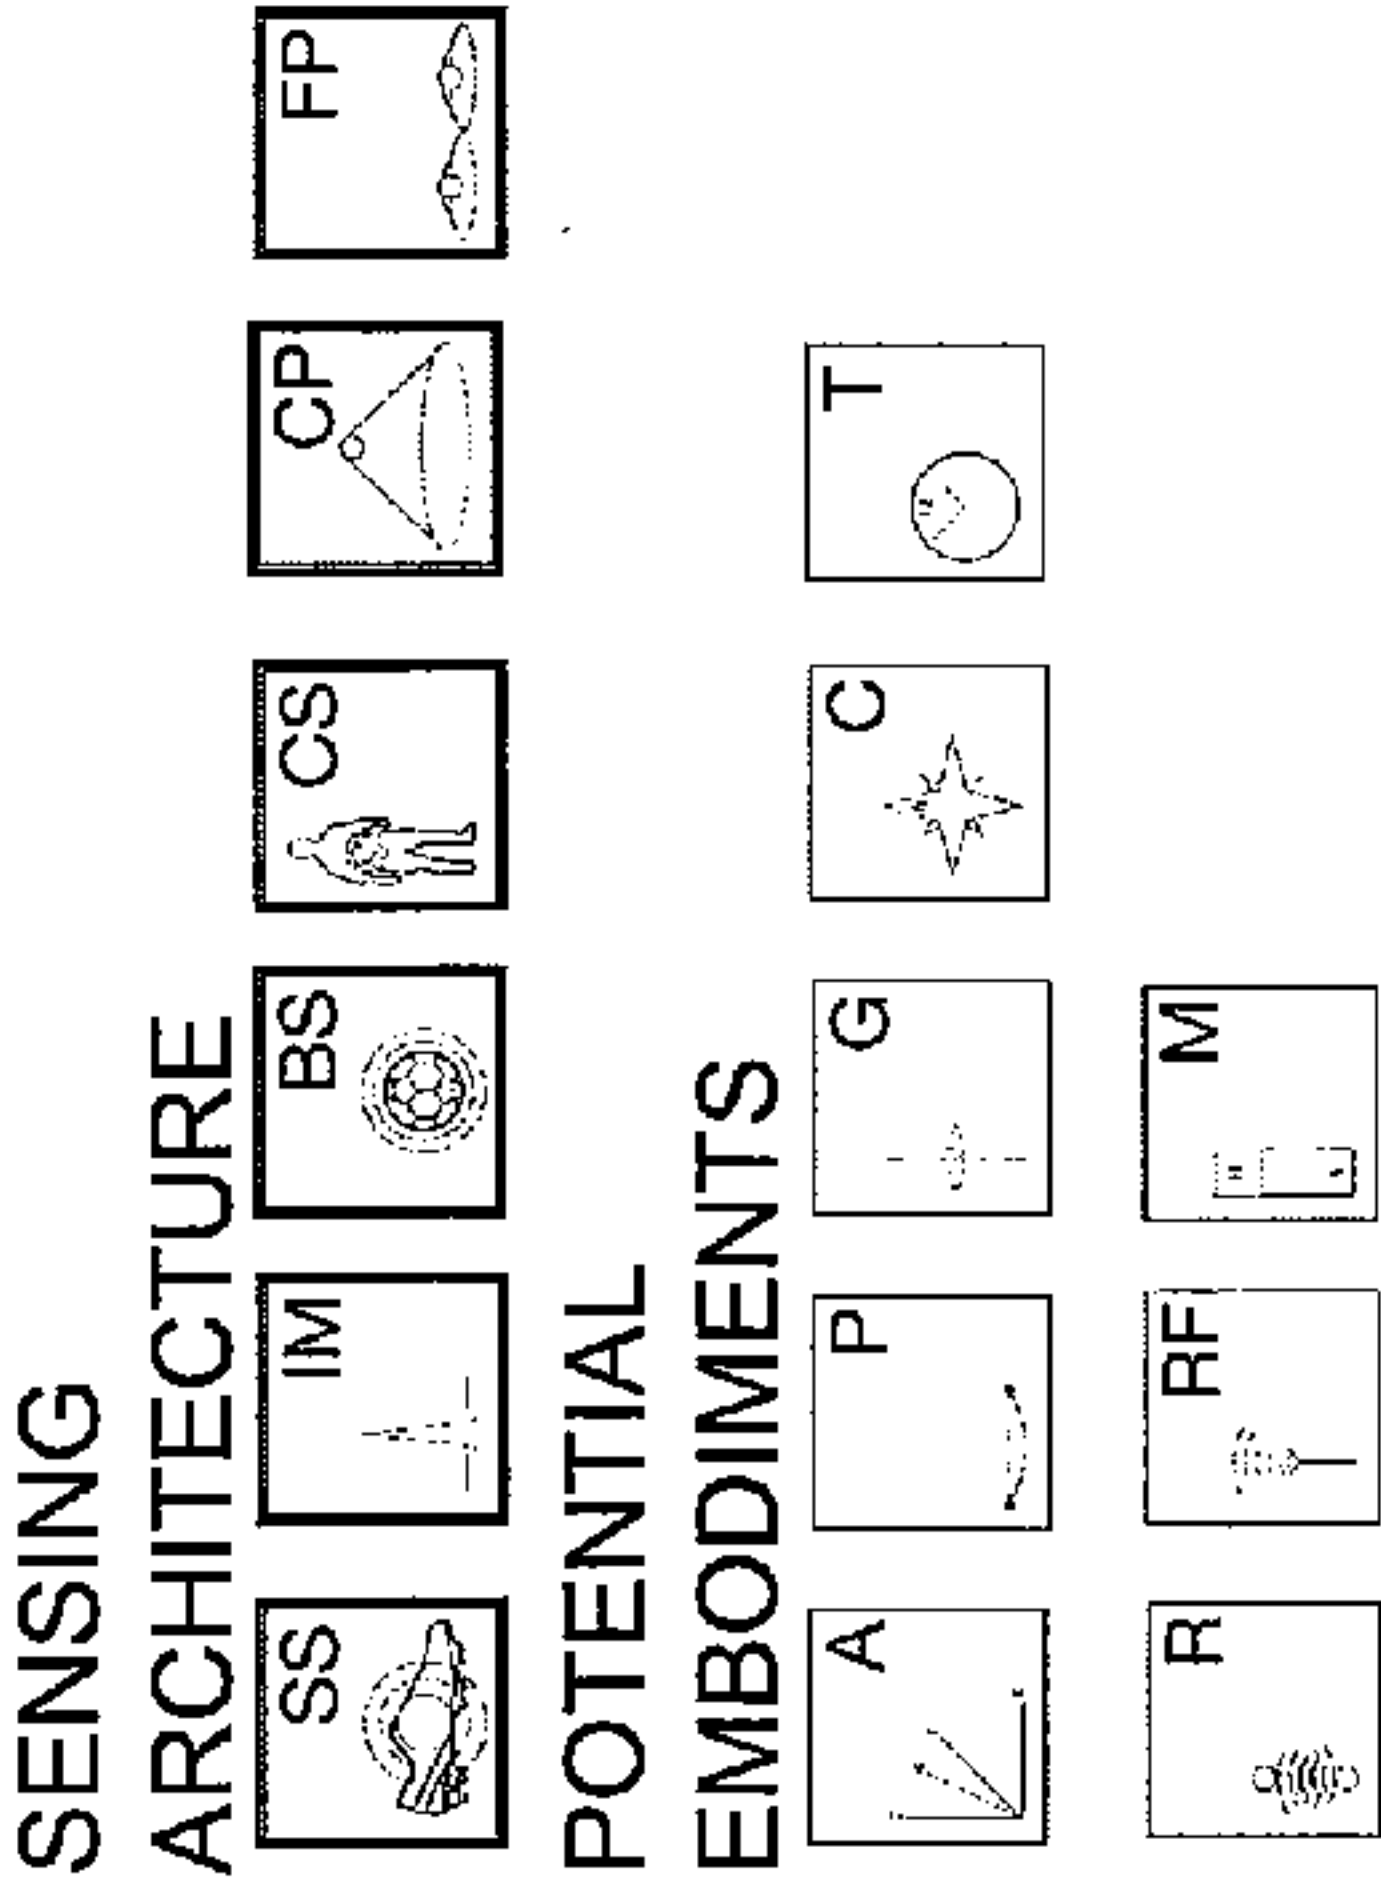 SENSING
ARCHITECTURE
SS IM BS CS CP FP
POTENTIAL
EMBODIMENTS
A P G C T
R RF M